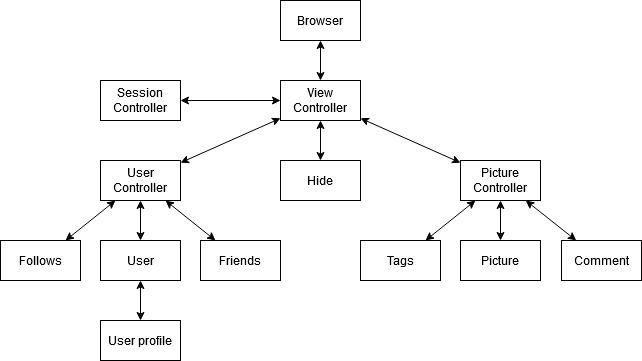 Browser
Session
Controller
View
Controller
User
Controller
Hide
Picture
Controller
Follows
User
Friends
Tags
Picture
Comment
User profile